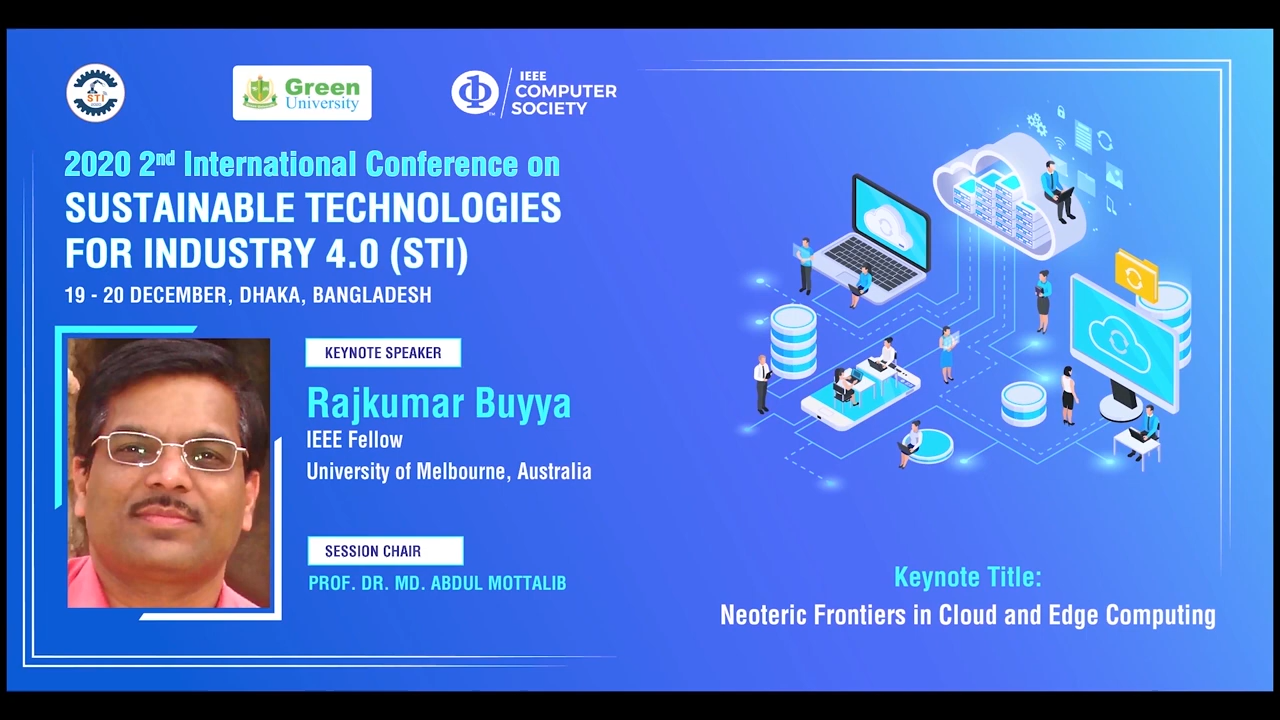 STI
Green
University
IEEE
COMPUTER
SOCIETY
TM
2020 2nd International Conference on
SUSTAINABLE TECHNOLOGIES
FOR INDUSTRY 4.0 (STI)
19 - 20 DECEMBER, DHAKA, BANGLADESH
KEYNOTE SPEAKER
Rajkumar Buyya
IEEE Fellow
University of Melbourne, Australia
SESSION CHAIR
PROF. DR. MD. ABDUL MOTTALIB
Keynote Title:
Neoteric Frontiers in Cloud and Edge Computing